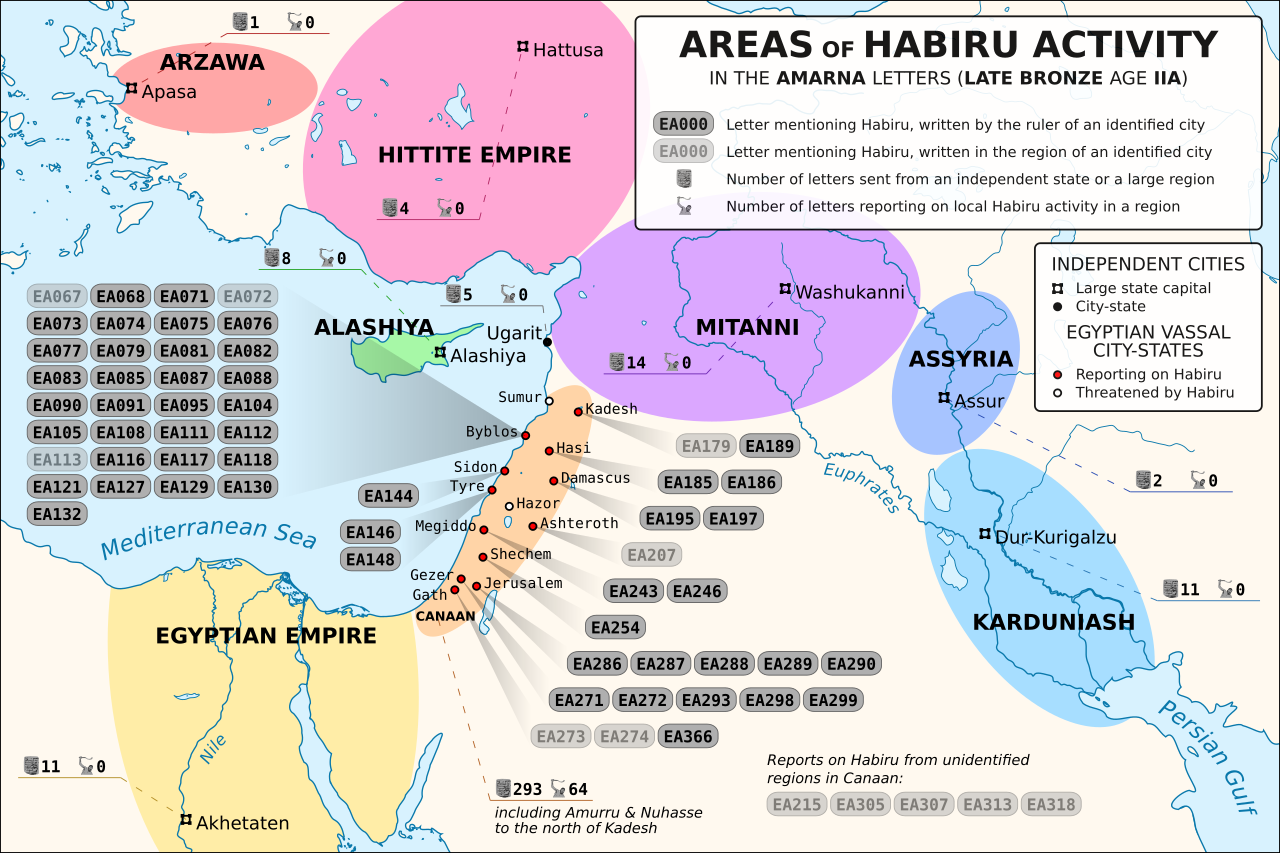 AREAS OF HABIRU ACTIVITY
IN THE AMARNA LETTERS (LATE BRONZE AGE IIA)
EA000 Letter mentioning Habiru, written by the ruler of an identified city
EA000 Letter mentioning Habiru, written in the region of an identified city
Number of letters sent from an independent state or a large region
Number of letters reporting on local Habiru activity in a region
INDEPENDENT CITIES
Large state capital
City-state
EGYPTIAN VASSAL
CITY-STATES
Reporting on Habiru
Threatened by Habiru
1 0
ARZAWA
Apasa
Hattusa
HITTITE EMPIRE
4 0
8 0
5 0
ALASHIYA
Alashiya
Ugarit
Washukanni
MITANNI
14 0
ASSYRIA
Assur
2 0
EA067 EA068 EA071 EA072
EA073 EA074 EA075 EA076
EA077 EA079 EA081 EA082
EA083 EA085 EA087 EA088
EA090 EA091 EA095 EA104
EA105 EA108 EA111 EA112
EA113 EA116 EA117 EA118
EA121 EA127 EA129 EA130
EA132
Sumur
Kadesh
Byblos
Hasi
Sidon
Damascus
Tyre
Hazor
Megiddo
Ashteroth
Shechem
Gezer
Jerusalem
Gath
CANAAN
EA144
EA146
EA148
EA179 EA189
EA185 EA186
EA195 EA197
EA207
EA243 EA246
EA254
EA286 EA287 EA288 EA289 EA290
EA271 EA272 EA293 EA298 EA299
EA273 EA274 EA366
Mediterranean Sea
Euphrates
Dur-Kurigalzu
11 0
KARDUNIASH
Persian Gulf
EGYPTIAN EMPIRE
Nile
11 0
Akhetaten
293 64
including Amurru & Nuhasse
to the north of Kadesh
Reports on Habiru from unidentified
regions in Canaan:
EA215 EA305 EA307 EA313 EA318